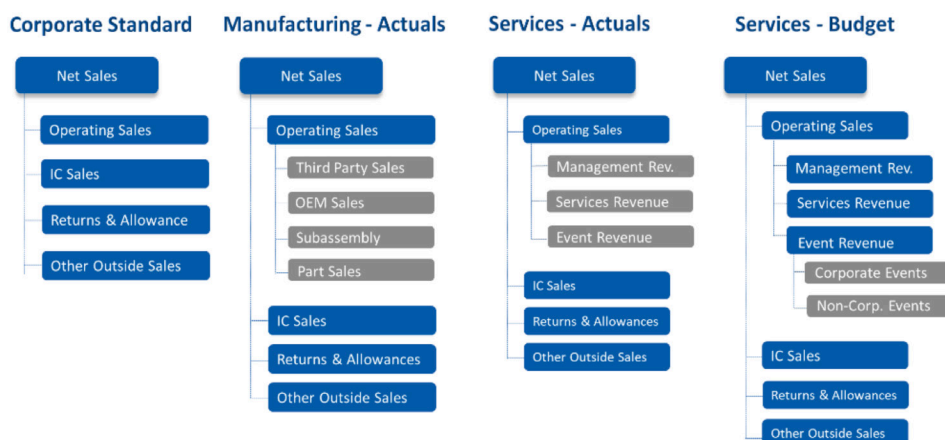 Corporate Standard
Net Sales
Operating Sales
IC Sales
Returns & Allowance
Other Outside Sales
Manufacturing - Actuals
Net Sales
Operating Sales
Third Party Sales
OEM Sales
Subassembly
Part Sales
IC Sales
Returns & Allowances
Other Outside Sales
Services - Actuals
Net Sales
Operating Sales
Management Rev.
Services Revenue
Event Revenue
IC Sales
Returns & Allowances
Other Outside Sales
Services - Budget
Net Sales
Operating Sales
Management Rev.
Services Revenue
Event Revenue
Corporate Events
Non-Corp. Events
IC Sales
Returns & Allowances
Other Outside Sales